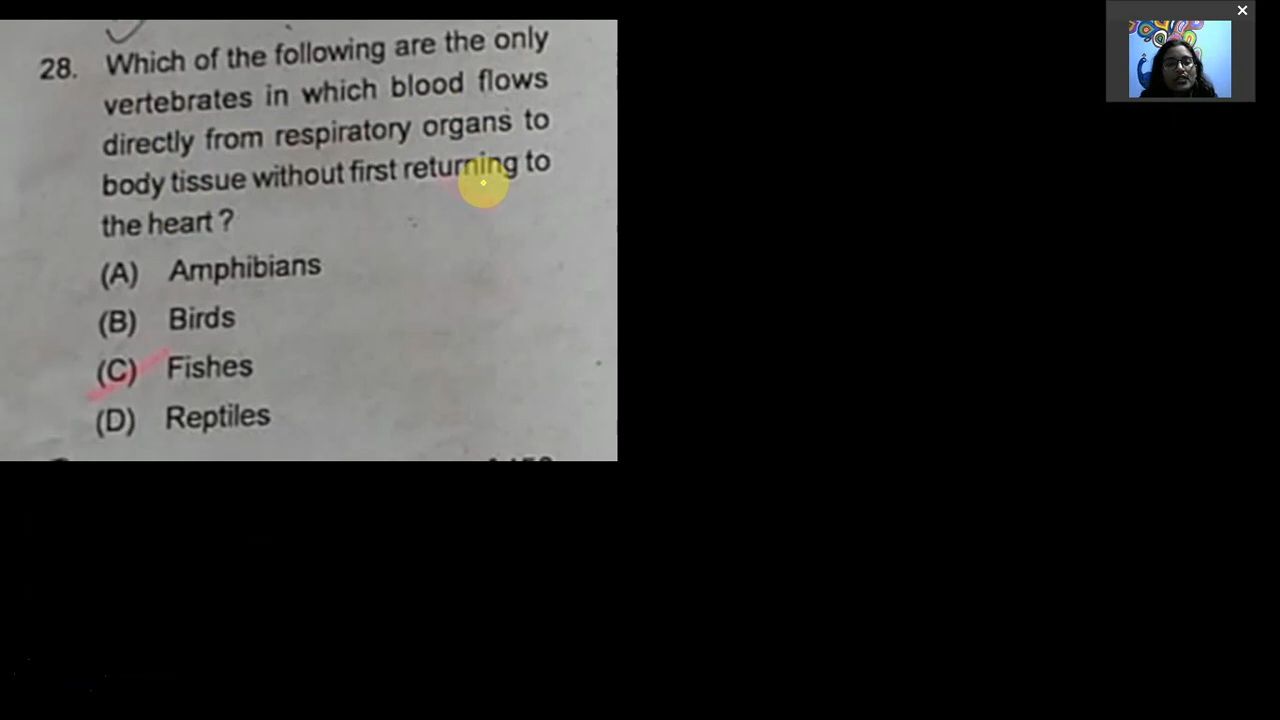 28. Which of the following are the only
vertebrates in which blood flows
directly from respiratory organs to
body tissue without first returning to
the heart ?
(A) Amphibians
(B) Birds
(C) Fishes
(D) Reptiles